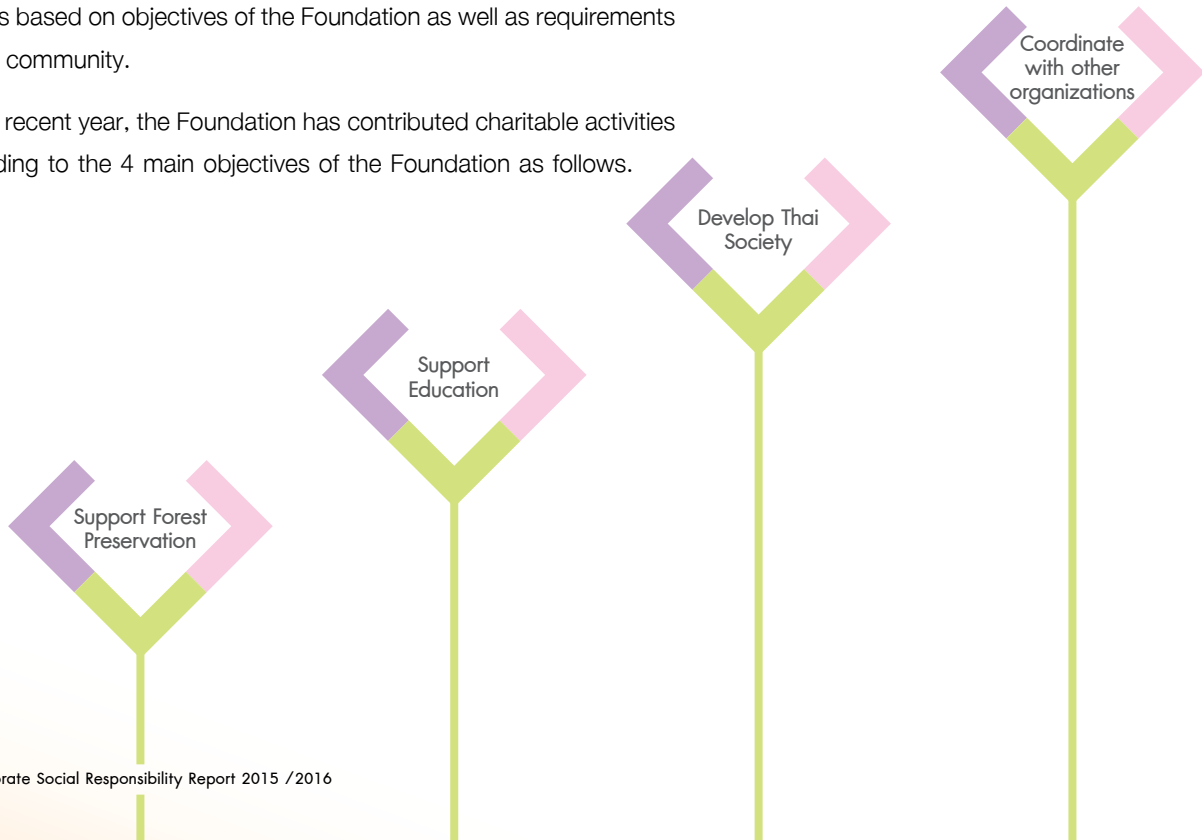 s based on objectives of the Foundation as well as requirements
community.
recent year, the Foundation has contributed charitable activities
ding to the 4 main objectives of the Foundation as follows.
Coordinate
with other
organizations
Develop Thai
Society
Support
Education
Support Forest
Preservation
rate Social Responsibility Report 2015 /2016